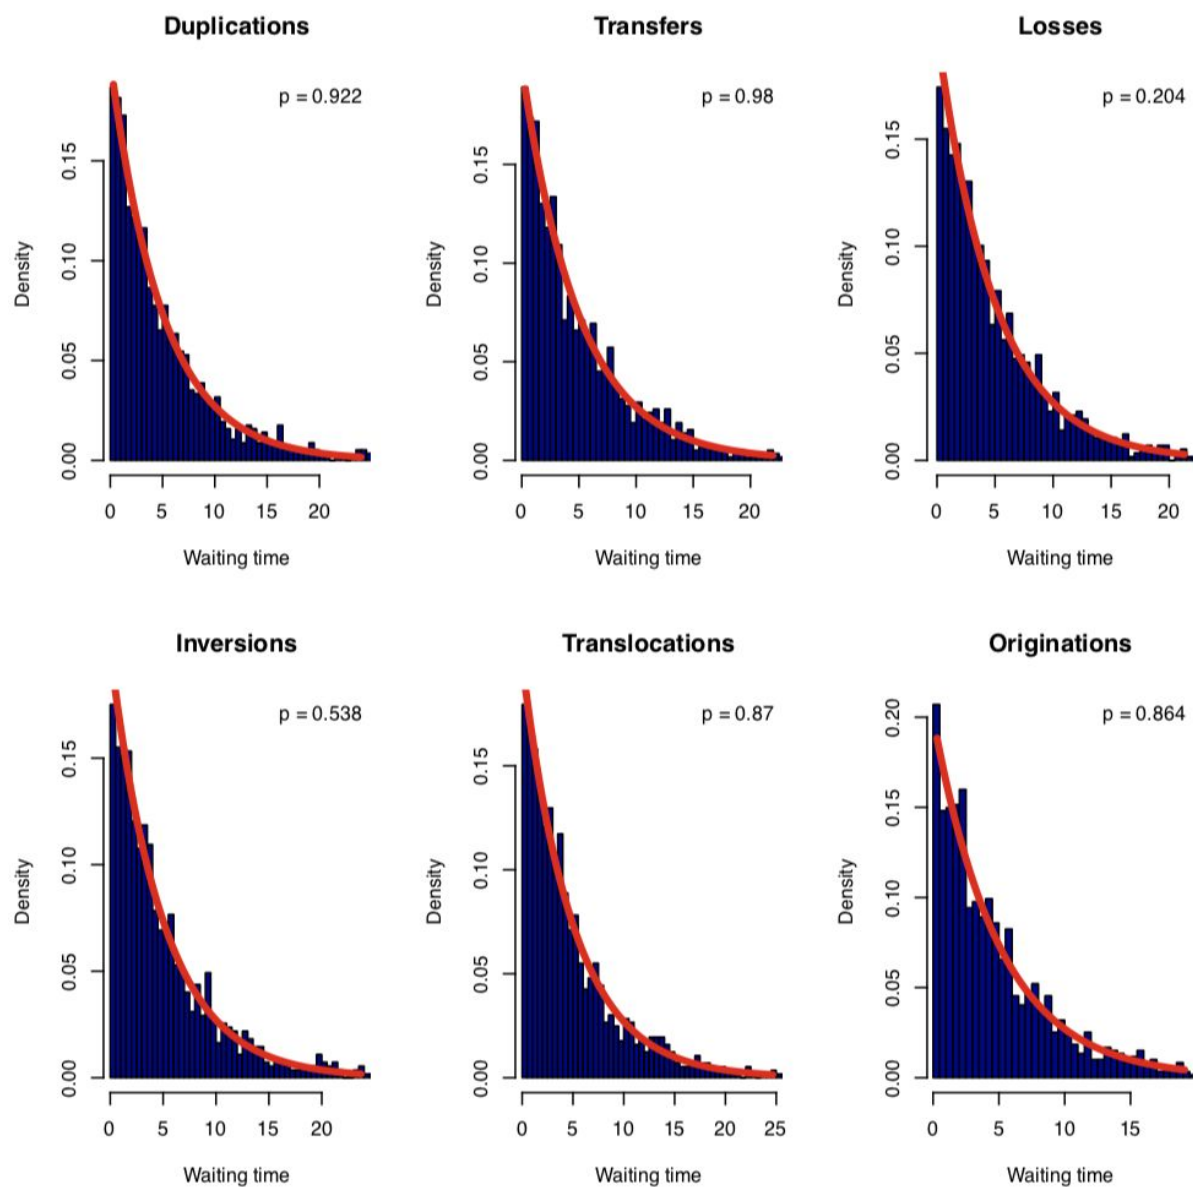 Duplications
Transfers
Losses
p = 0.922
p = 0.98
p = 0.204
Density
0.00 0.05 0.10 0.15
Density
0.00 0.05 0.10 0.15
Density
0.00 0.05 0.10 0.15
0 5 10 15 20
0 5 10 15 20
0 5 10 15 20
Waiting time
Waiting time
Waiting time
Inversions
Translocations
Originations
p = 0.538
p = 0.87
p = 0.864
Density
0.00 0.05 0.10 0.15
Density
0.00 0.05 0.10 0.15
Density
0.00 0.05 0.10 0.15 0.20
0 5 10 15 20
0 5 10 15 20 25
0 5 10 15
Waiting time
Waiting time
Waiting time